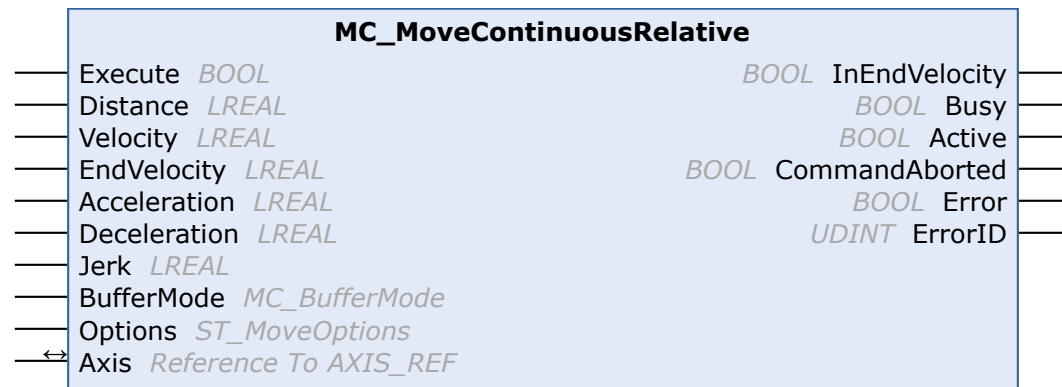 MC_MoveContinuousRelative
Execute BOOL BOOL InEndVelocity
Distance LREAL BOOL Busy
Velocity LREAL BOOL Active
EndVelocity LREAL BOOL CommandAborted
Acceleration LREAL BOOL Error
Deceleration LREAL UDINT ErrorID
Jerk LREAL
BufferMode MC_BufferMode
Options ST_MoveOptions
↔ Axis Reference To AXIS_REF